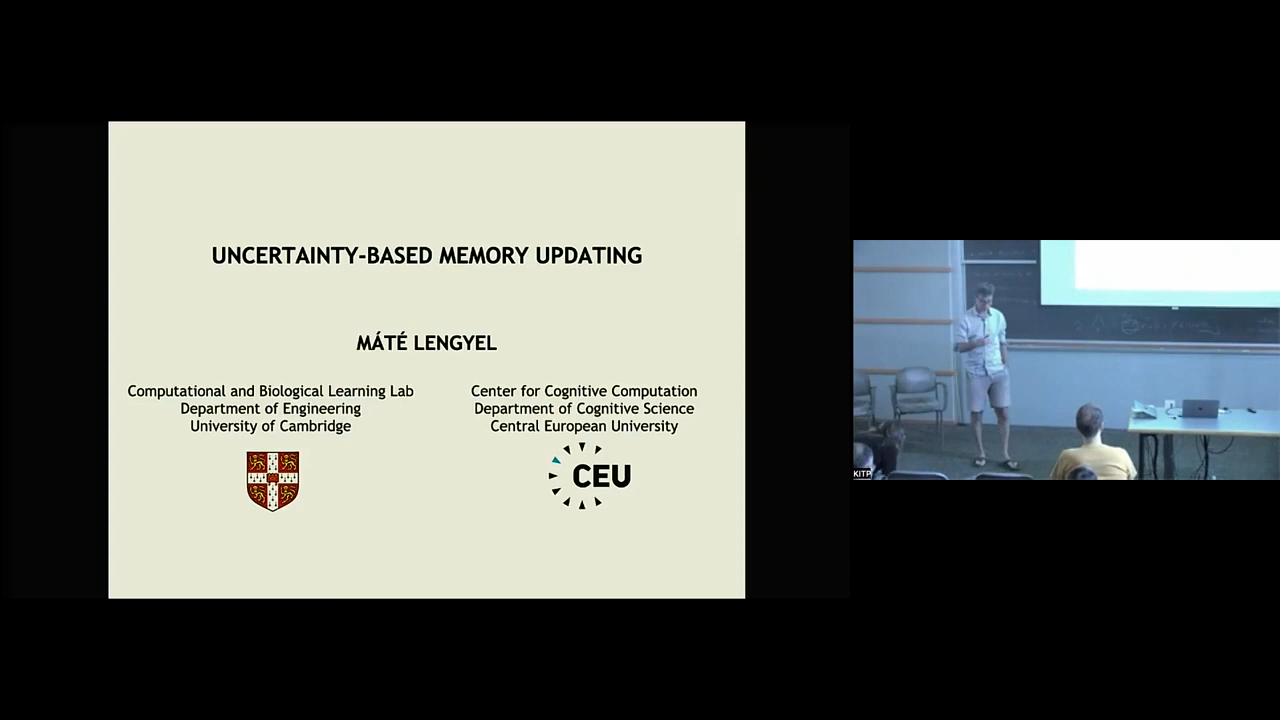 UNCERTAINTY-BASED MEMORY UPDATING
MÁTÉ LENGYEL
Computational and Biological Learning Lab
Department of Engineering
University of Cambridge
Center for Cognitive Computation
Department of Cognitive Science
Central European University
CEU
KITP